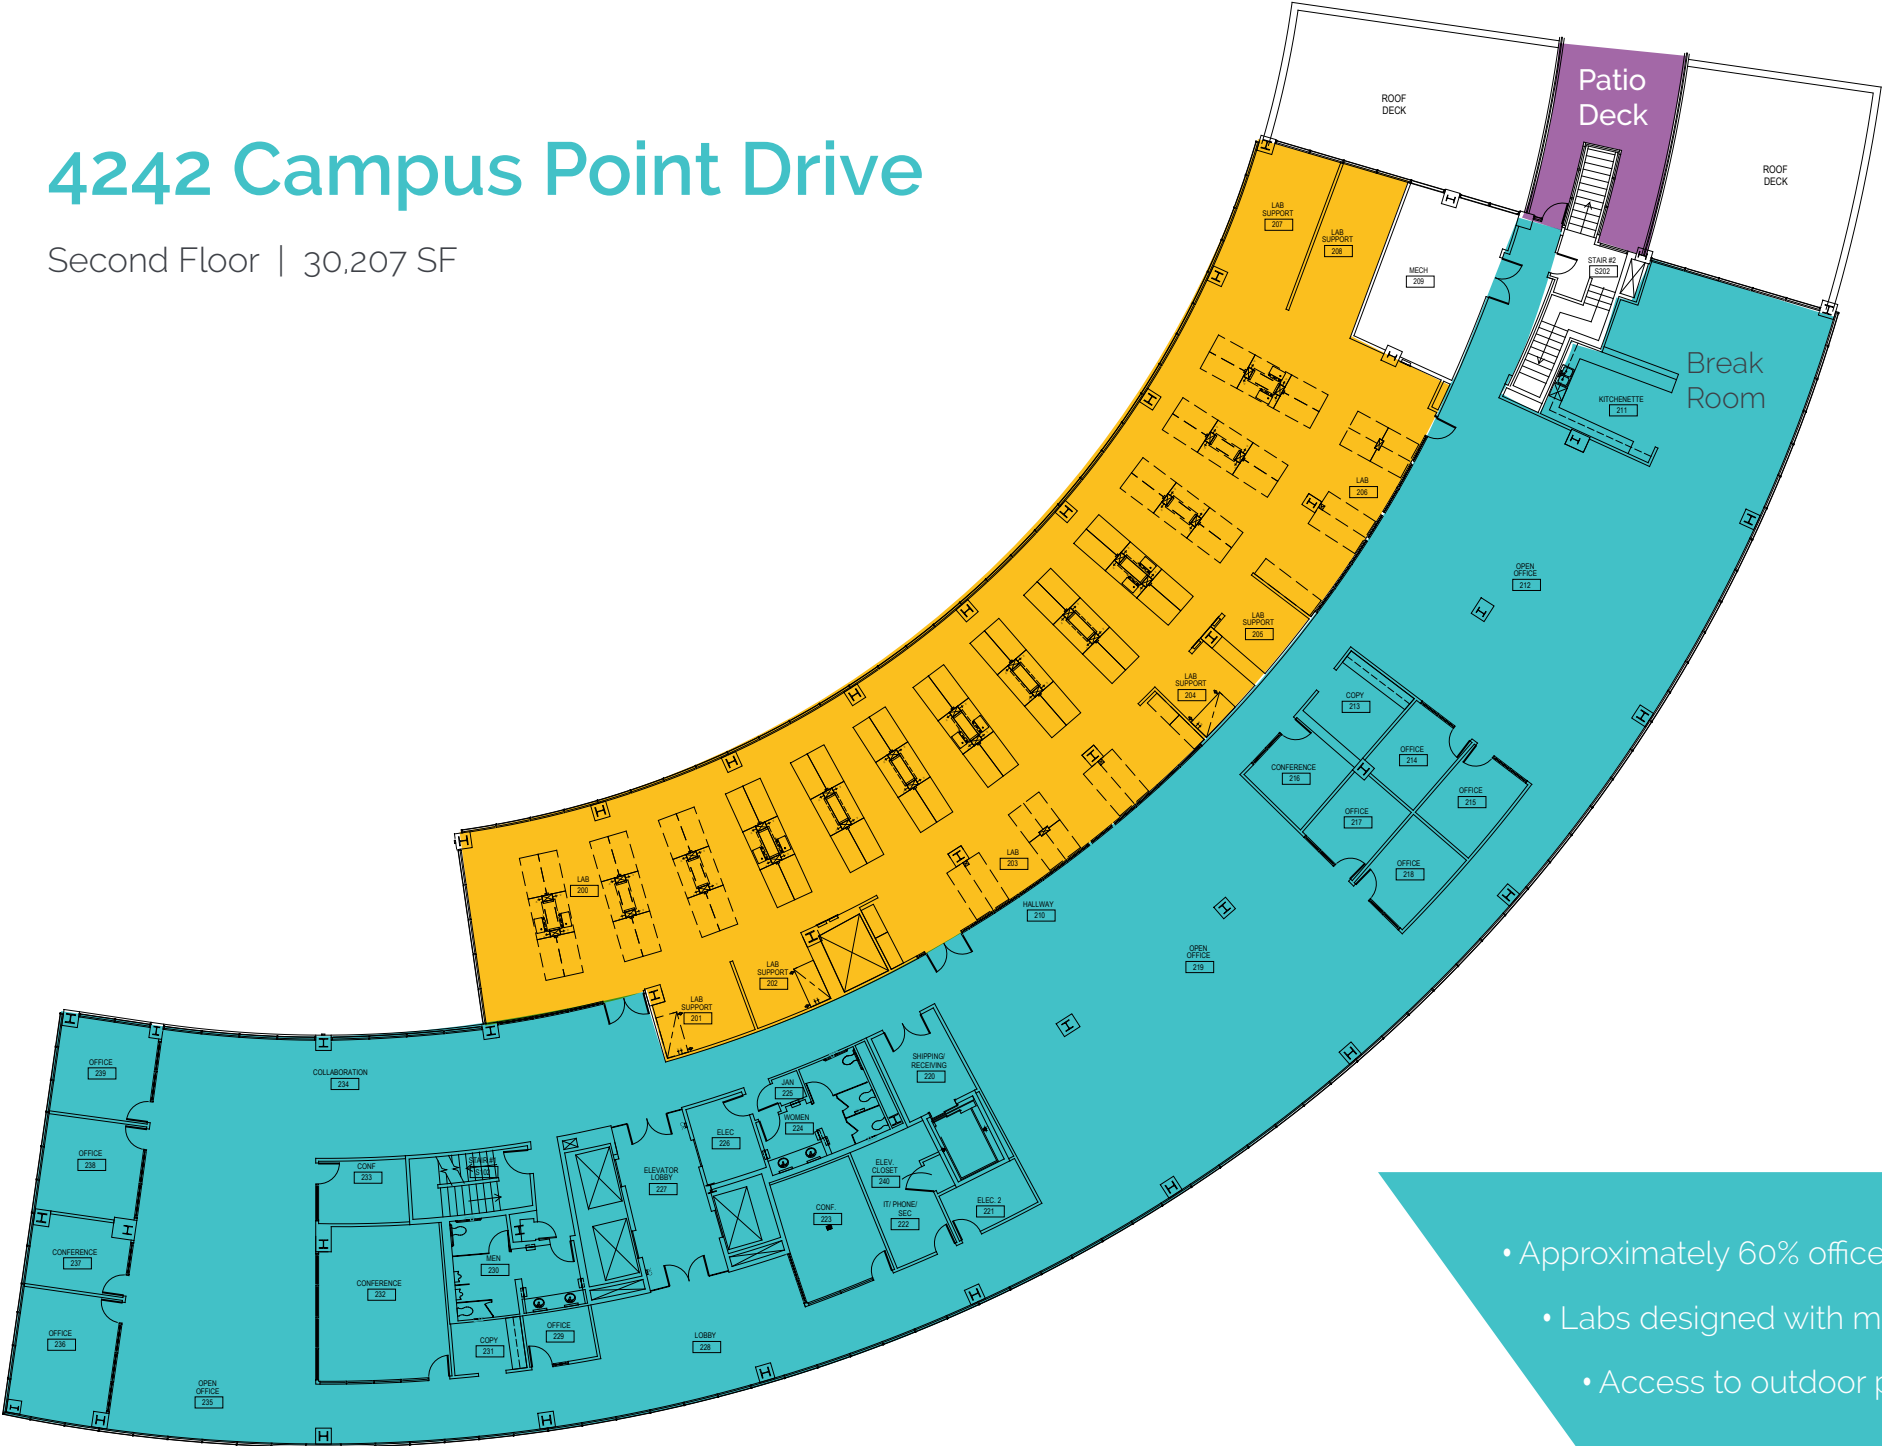 4242 Campus Point Drive
Second Floor | 30,207 SF
Patio
Deck
ROOF
DECK
ROOF
DECK
LAB
SUPPORT
207
LAB
SUPPORT
208
MECH
209
STAIR #2
S202
Break
Room
KITCHENETTE
211
LAB
206
OPEN
OFFICE
212
LAB
SUPPORT
205
LAB
SUPPORT
204
COPY
213
OFFICE
214
CONFERENCE
216
OFFICE
215
OFFICE
217
OFFICE
218
LAB
203
LAB
200
HALLWAY
210
OPEN
OFFICE
219
LAB
SUPPORT
202
LAB
SUPPORT
201
OFFICE
239
COLLABORATION
234
SHIPPING/
RECEIVING
220
JAN
225
WOMEN
224
ELEC
226
OFFICE
238
CONF
233
STAIR #1
ELEVATOR
LOBBY
227
ELEV.
CLOSET
240
IT/ PHONE/
SEC
222
ELEC. 2
221
CONF.
223
CONFERENCE
237
MEN
230
CONFERENCE
232
OFFICE
236
COPY
231
OFFICE
229
LOBBY
228
OPEN
OFFICE
235
• Approximately 60% office
• Labs designed with m
• Access to outdoor p